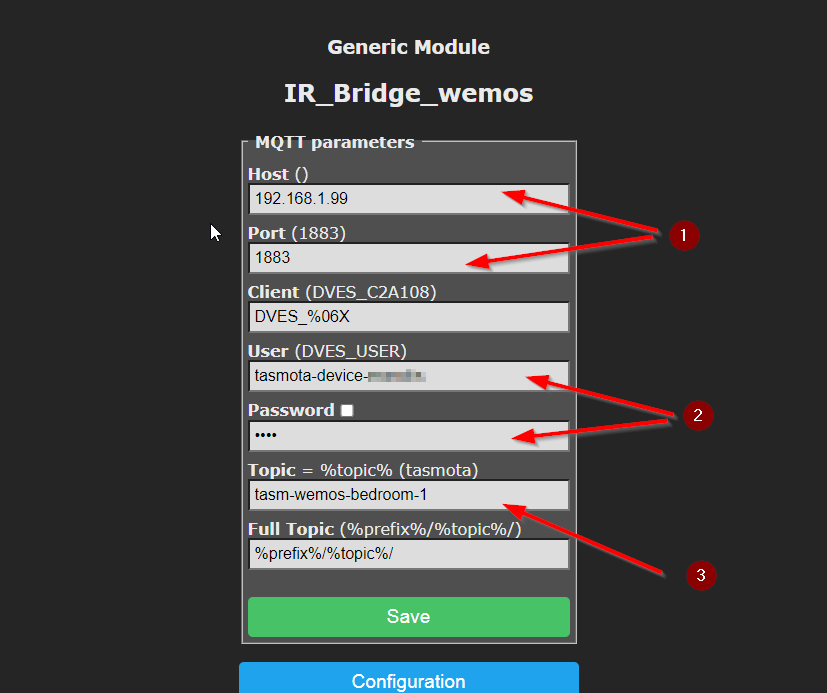 Generic Module
IR_Bridge_wemos
MQTT parameters
Host ()
192.168.1.99
Port (1883)
1883
1
Client (DVES_C2A108)
DVES_%06X
User (DVES_USER)
tasmota-device-
Password
••••
2
Topic = %topic% (tasmota)
tasm-wemos-bedroom-1
Full Topic (%prefix%/%topic%/)
%prefix%/%topic%/
3
Save
Configuration